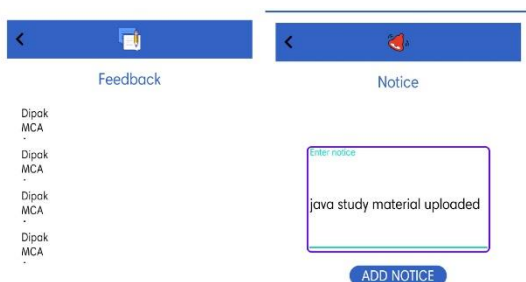 Feedback
Dipak
MCA
Dipak
MCA
Dipak
MCA
Dipak
MCA
Notice
Enter notice
java study material uploaded
ADD NOTICE